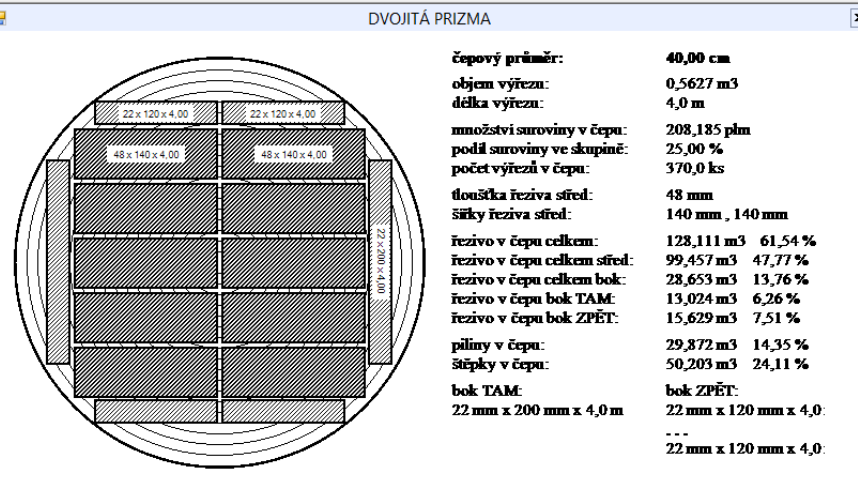 DVOJITÁ PRIZMA
22 x 120 x 4,00 22 x 120 x 4,00
48 x 140 x 4,00 48 x 140 x 4,00
22 x 200 x 4,00
čepový průměr: 40,00 cm
objem výřezu: 0,5627 m3
délka výřezu: 4,0 m
množství suroviny v čepu: 208,185 plm
podíl suroviny ve skupině: 25,00 %
počet výřezů v čepu: 370,0 ks
tloušťka řeziva střed: 48 mm
šířky řeziva střed: 140 mm , 140 mm
řezivo v čepu celkem: 128,111 m3 61,54 %
řezivo v čepu celkem střed: 99,457 m3 47,77 %
řezivo v čepu celkem bok: 28,653 m3 13,76 %
řezivo v čepu bok TAM: 13,024 m3 6,26 %
řezivo v čepu bok ZPĚT: 15,629 m3 7,51 %
piliny v čepu: 29,872 m3 14,35 %
štěpky v čepu: 50,203 m3 24,11 %
bok TAM: bok ZPĚT:
22 mm x 200 mm x 4,0 m 22 mm x 120 mm x 4,0
- - -
22 mm x 120 mm x 4,0